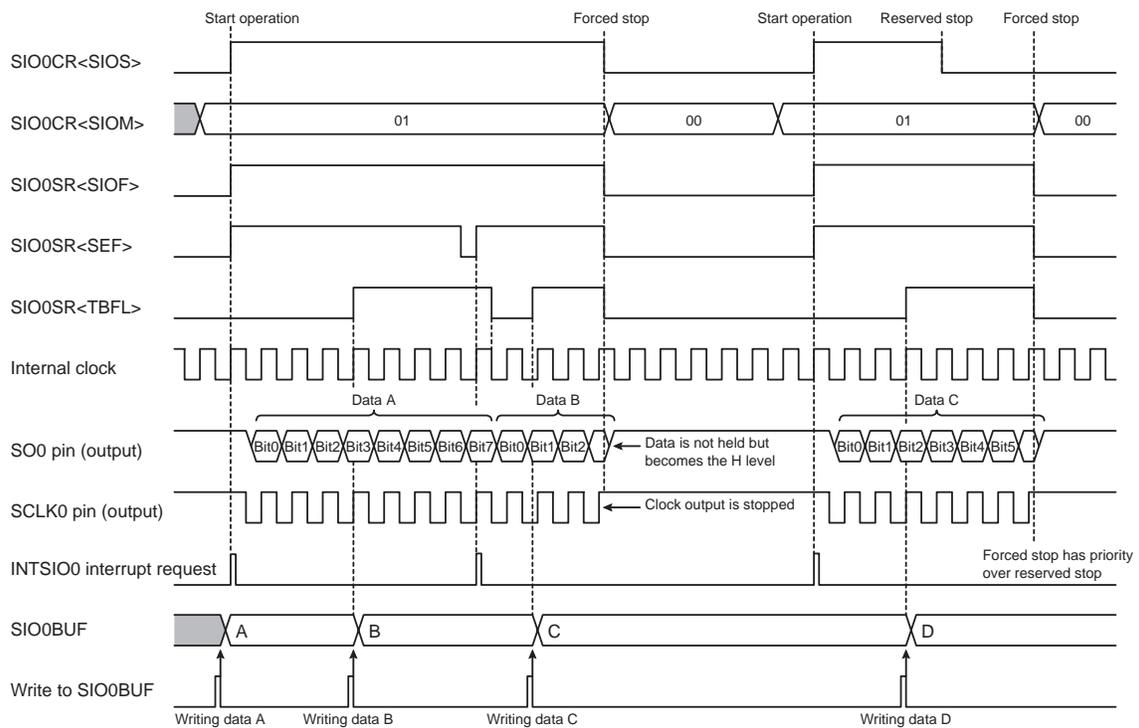 Start operation Forced stop Start operation Reserved stop Forced stop
SIO0CR<SIOS>
SIO0CR<SIOM> 01 00 01 00
SIO0SR<SIOF>
SIO0SR<SEF>
SIO0SR<TBFL>
Internal clock
Data A Data B Data C
SO0 pin (output) Bit0 Bit1 Bit2 Bit3 Bit4 Bit5 Bit6 Bit7 Bit0 Bit1 Bit2 Data is not held but Bit0 Bit1 Bit2 Bit3 Bit4 Bit5
becomes the H level
SCLK0 pin (output) Clock output is stopped
INTSIO0 interrupt request Forced stop has priority
over reserved stop
SIO0BUF A B C D
Write to SIO0BUF
Writing data A Writing data B Writing data C Writing data D